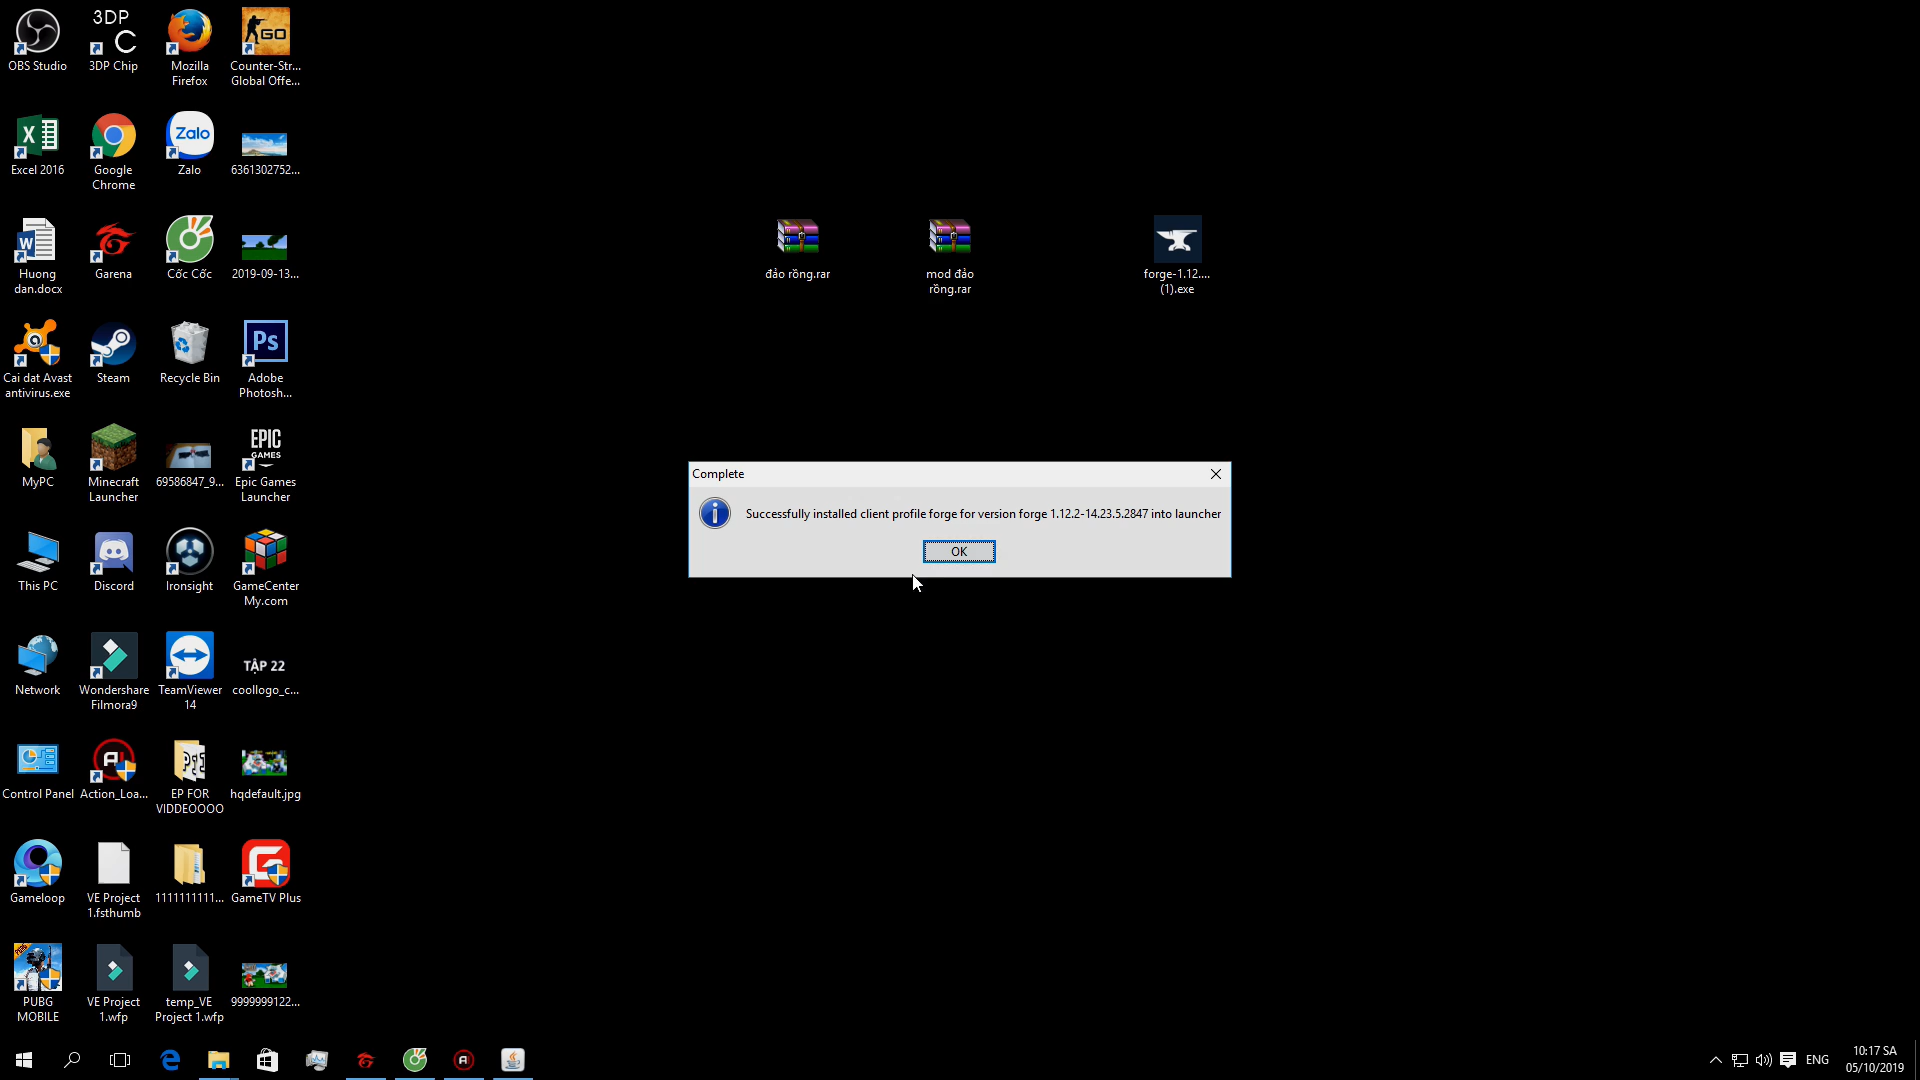 OBS Studio
3DP
C
3DP Chip
Mozilla
Firefox
GO
Counter-Str...
Global Offe...
Excel 2016
Google
Chrome
Zalo
Zalo
6361302752...
Huong
dan.docx
Garena
Cốc Cốc
2019-09-13...
đảo rồng.rar
mod đảo
rồng.rar
forge-1.12....
(1).exe
Cai dat Avast
antivirus.exe
Steam
Recycle Bin
Ps
Adobe
Photosh...
MyPC
Minecraft
Launcher
69586847_9...
EPIC
GAMES
Epic Games
Launcher
Complete
Successfully installed client profile forge for version forge 1.12.2-14.23.5.2847 into launcher
OK
This PC
Discord
Ironsight
GameCenter
My.com
Network
Wondershare
Filmora9
TeamViewer
14
TẬP 22
coollogo_c...
Control Panel
Action_Loa...
EP FOR
VIDDEOOOO
hqdefault.jpg
Gameloop
VE Project
1.fsthumb
1111111111...
GameTV Plus
PUBG
MOBILE
VE Project
1.wfp
temp_VE
Project 1.wfp
9999999122...
ENG
10:17 SA
05/10/2019